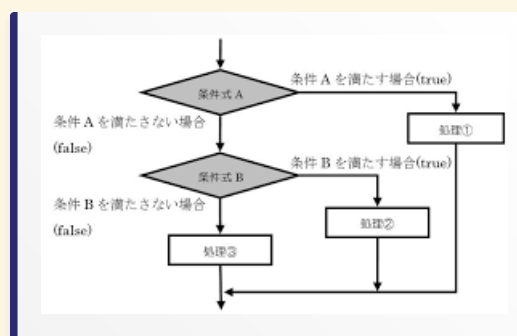 条件 A を満たす場合(true)
条件式 A
条件 A を満たさない場合
(false)
処理①
条件 B を満たす場合(true)
条件式 B
条件 B を満たさない場合
(false)
処理②
処理③